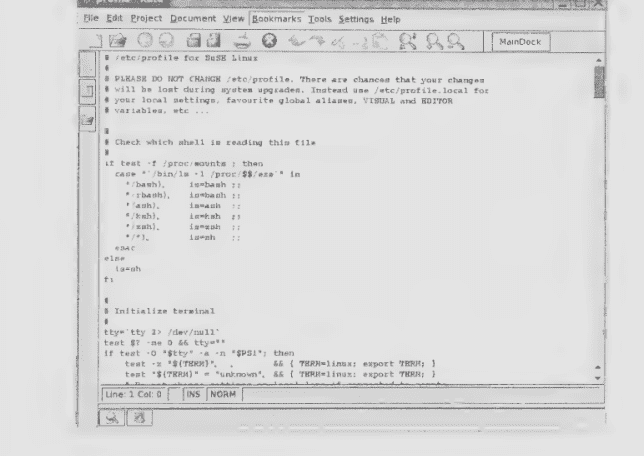 File Edit Project Document View Bookmarks Tools Settings Help
MainDock
# /etc/profile for SuSE Linux
#
# PLEASE DO NOT CHANGE /etc/profile. There are chances that your changes
# will be lost during system upgrades. Instead use /etc/profile.local for
# your local settings, favourite global aliases, VISUAL and EDITOR
# variables, etc ...
#
# Check which shell is reading this file
#
if test -f /proc/mounts ; then
case "`/bin/ls -l /proc/$$/exe`" in
*/bash), is=bash ;;
*/rbash), is=bash ;;
*/ash), is=ash ;;
*/ksh), is=ksh ;;
*/zsh), is=zsh ;;
*/*), is=sh ;;
esac
else
is=sh
fi
#
# Initialize terminal
#
tty=`tty 2> /dev/null`
test $? -ne 0 && tty=""
if test -O "$tty" -a -n "$PS1"; then
test -z "${TERM}", && { TERM=linux; export TERM; }
test "${TERM}" = "unknown", && { TERM=linux; export TERM; }
Line: 1 Col: 0 INS NORM